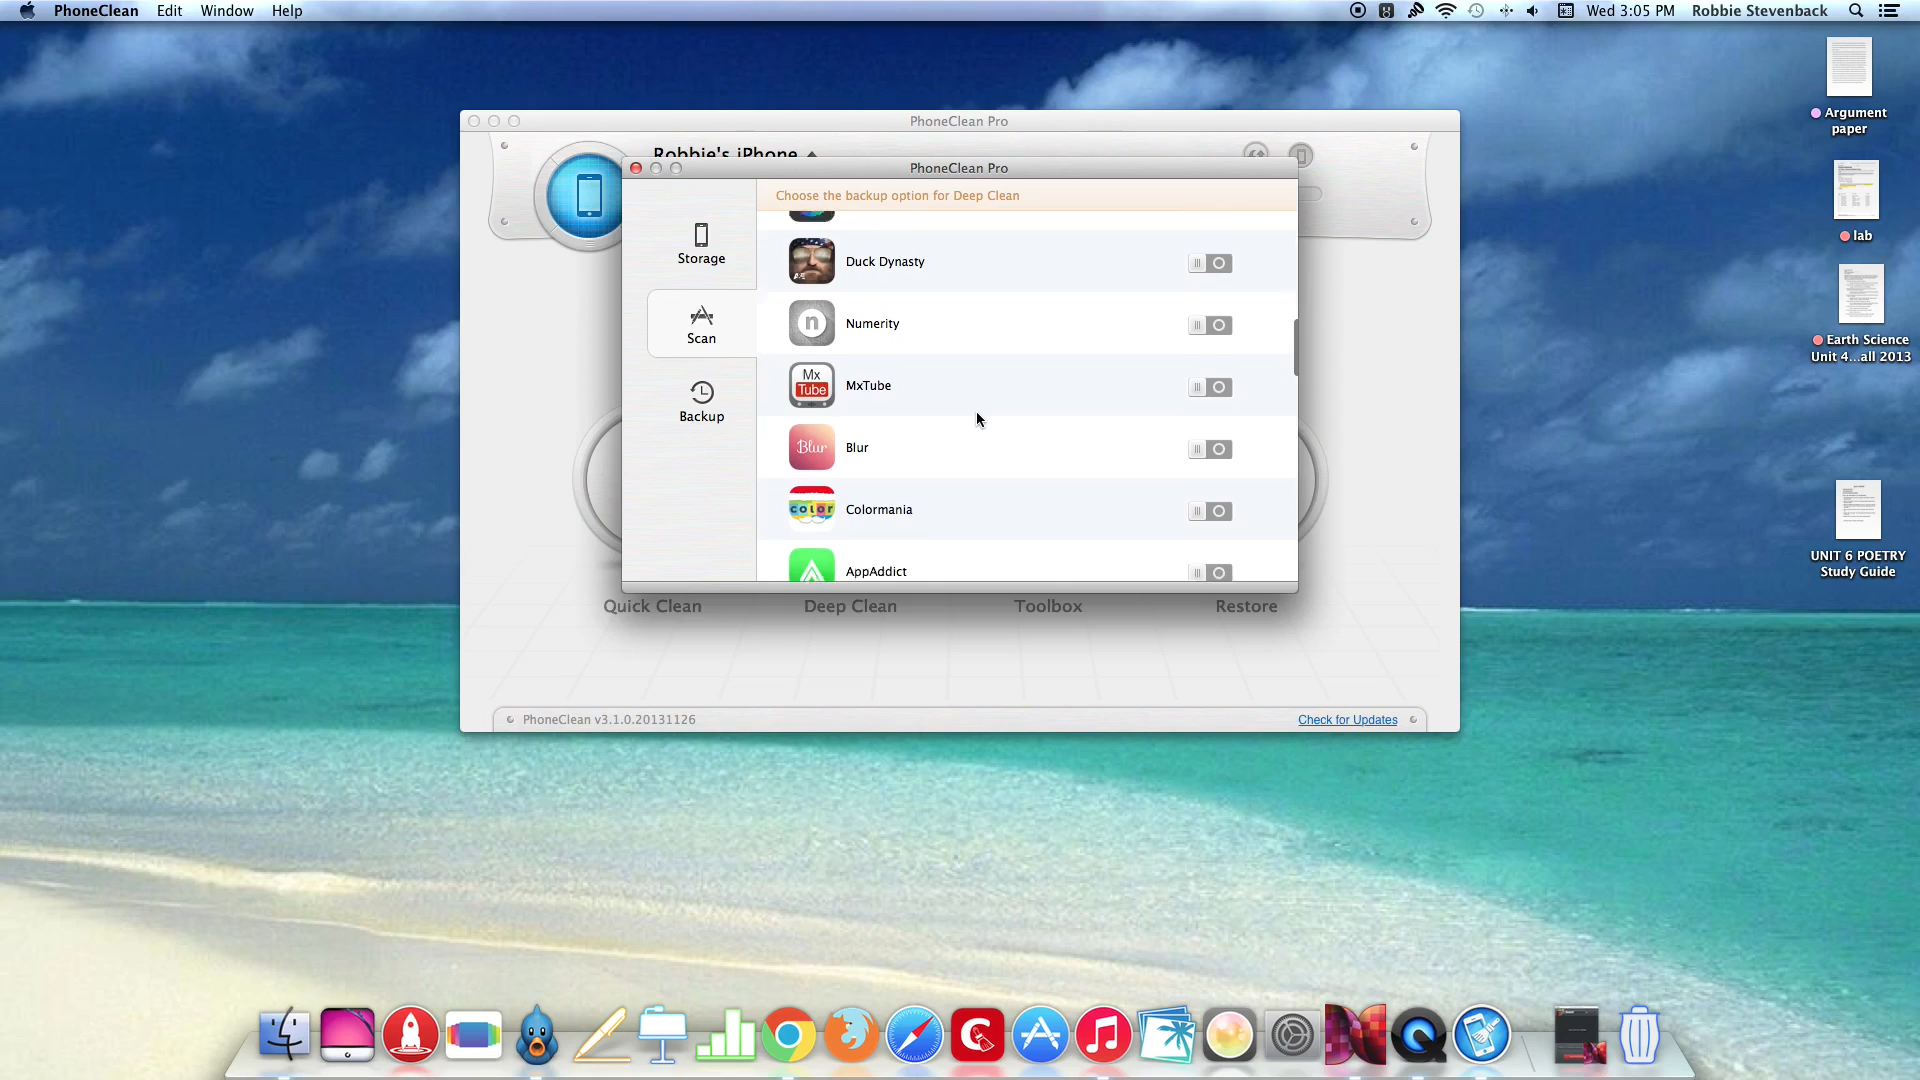 PhoneClean Edit Window Help
Wed 3:05 PM Robbie Stevenback
PhoneClean Pro
Robbie's iPhone
PhoneClean Pro
Choose the backup option for Deep Clean
Storage
Scan
Backup
Duck Dynasty
n
Numerity
Mx
Tube
MxTube
Blur
Blur
color
Colormania
AppAddict
Quick Clean Deep Clean Toolbox Restore
PhoneClean v3.1.0.20131126
Check for Updates
Argument
paper
lab
Earth Science
Unit 4...all 2013
UNIT 6 POETRY
Study Guide